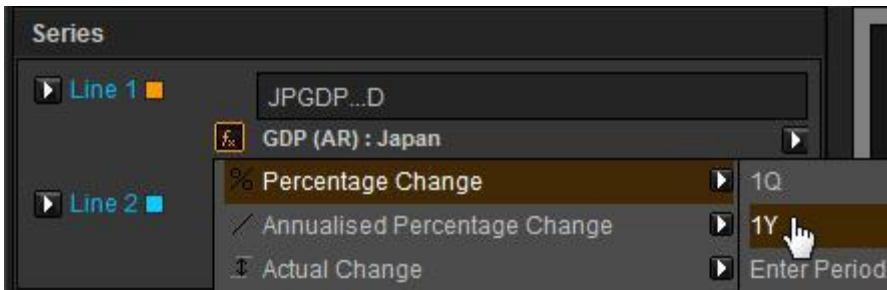 Series
Line 1
JPGDP...D
fx GDP (AR) : Japan
% Percentage Change 1Q
Line 2
Annualised Percentage Change 1Y
Actual Change Enter Period